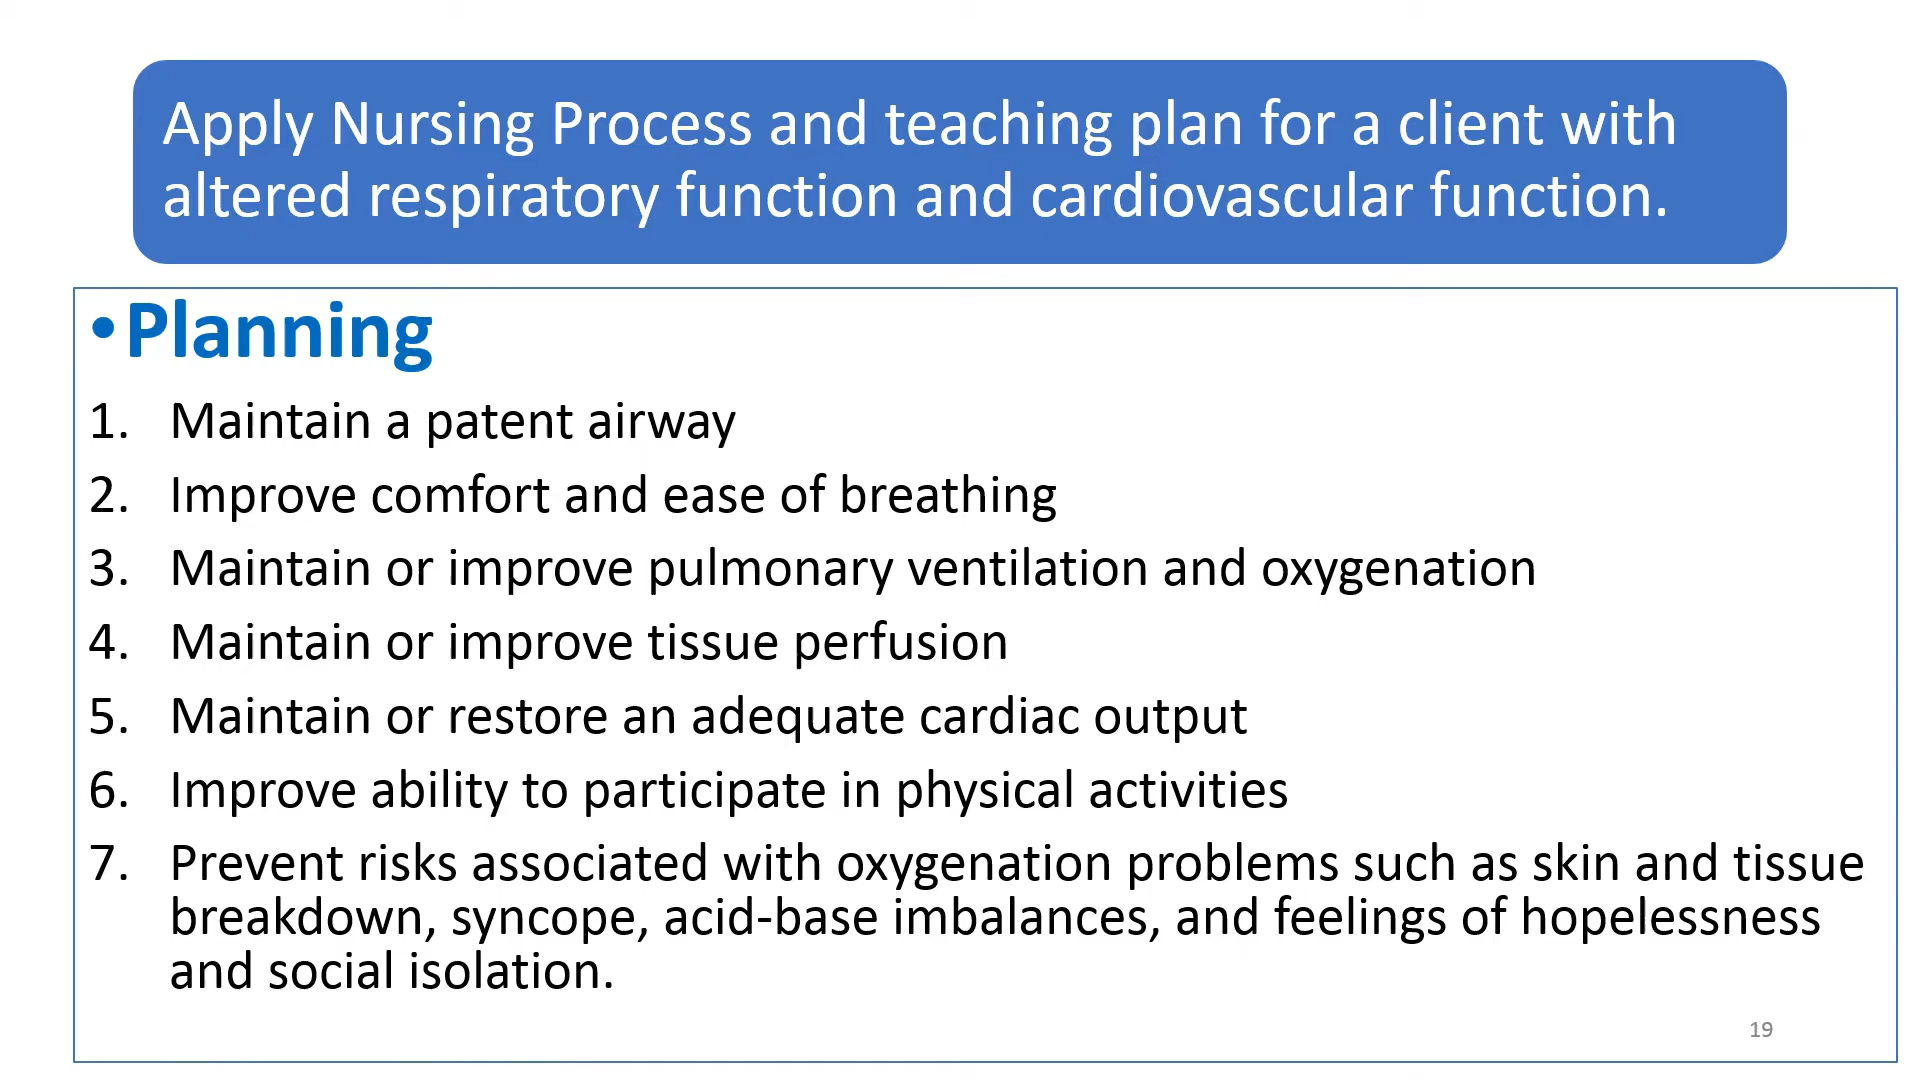 Apply Nursing Process and teaching plan for a client with
altered respiratory function and cardiovascular function.
•Planning
1. Maintain a patent airway
2. Improve comfort and ease of breathing
3. Maintain or improve pulmonary ventilation and oxygenation
4. Maintain or improve tissue perfusion
5. Maintain or restore an adequate cardiac output
6. Improve ability to participate in physical activities
7. Prevent risks associated with oxygenation problems such as skin and tissue
breakdown, syncope, acid-base imbalances, and feelings of hopelessness
and social isolation.
19